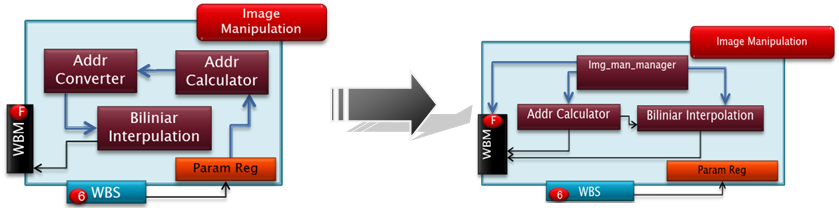 Image
Manipulation
Addr
Converter
Addr
Calculator
Biliniar
Interpulation
F
WBM
Param Reg
6
WBS
Image Manipulation
Img_man_manager
F
WBM
Addr Calculator
Biliniar Interpolation
Param Reg
6
WBS